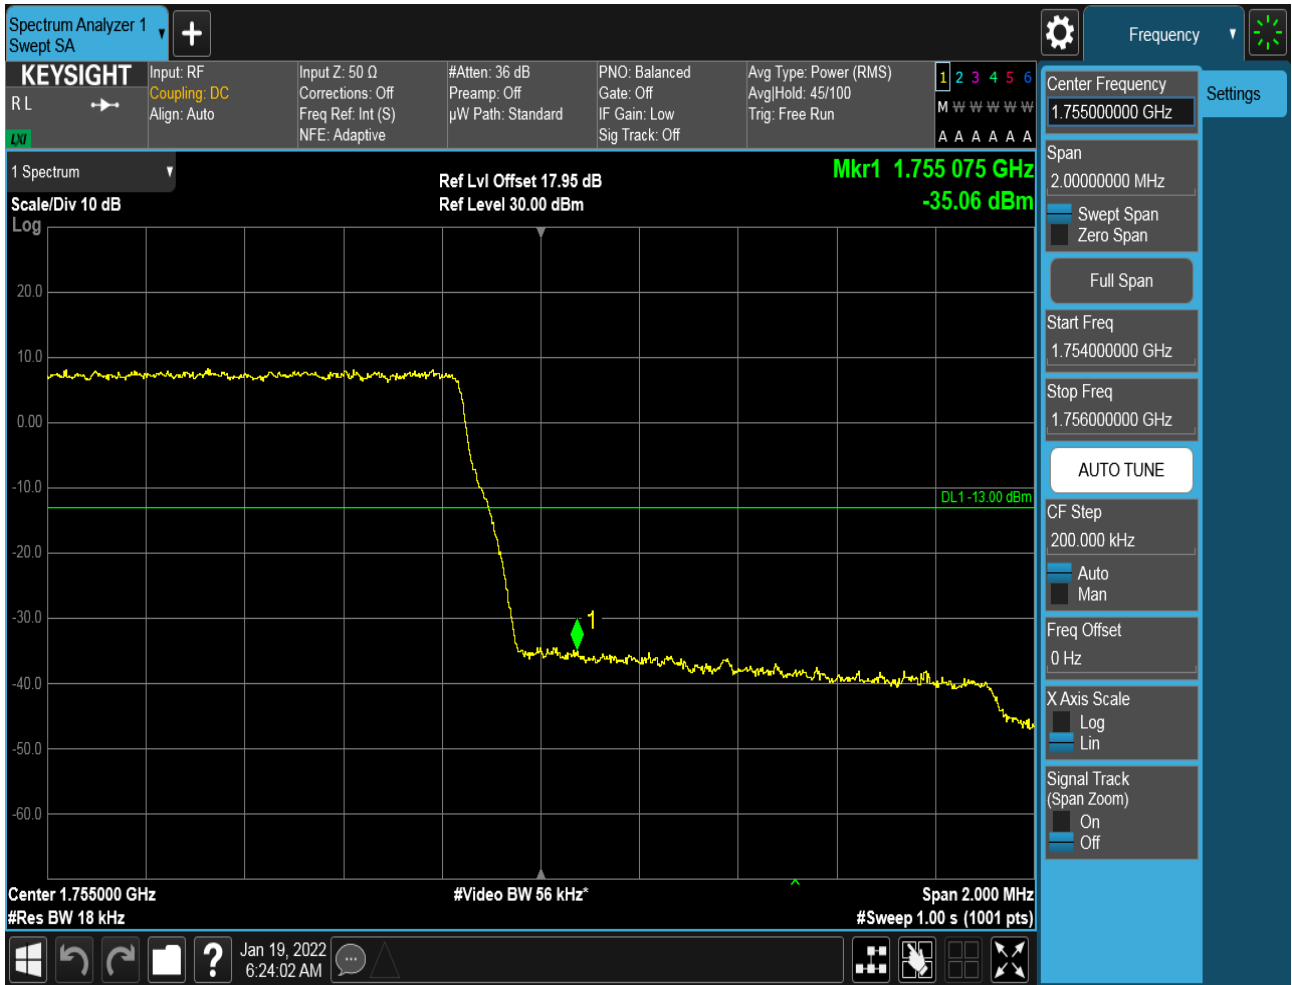 Spectrum Analyzer 1
Swept SA
Frequency
KEYSIGHT
R L
LXI
Input: RF
Coupling: DC
Align: Auto
Input Z: 50 Ω
Corrections: Off
Freq Ref: Int (S)
NFE: Adaptive
#Atten: 36 dB
Preamp: Off
µW Path: Standard
PNO: Balanced
Gate: Off
IF Gain: Low
Sig Track: Off
Avg Type: Power (RMS)
Avg|Hold: 45/100
Trig: Free Run
1 2 3 4 5 6
M W W W W W
A A A A A A
1 Spectrum
Scale/Div 10 dB
Log
Ref Lvl Offset 17.95 dB
Ref Level 30.00 dBm
Mkr1 1.755 075 GHz
-35.06 dBm
20.0
10.0
0.00
-10.0
-20.0
-30.0
-40.0
-50.0
-60.0
DL1 -13.00 dBm
1
Center 1.755000 GHz
#Res BW 18 kHz
#Video BW 56 kHz*
Span 2.000 MHz
#Sweep 1.00 s (1001 pts)
Center Frequency
1.755000000 GHz
Settings
Span
2.00000000 MHz
Swept Span
Zero Span
Full Span
Start Freq
1.754000000 GHz
Stop Freq
1.756000000 GHz
AUTO TUNE
CF Step
200.000 kHz
Auto
Man
Freq Offset
0 Hz
X Axis Scale
Log
Lin
Signal Track
(Span Zoom)
On
Off
?
Jan 19, 2022
6:24:02 AM